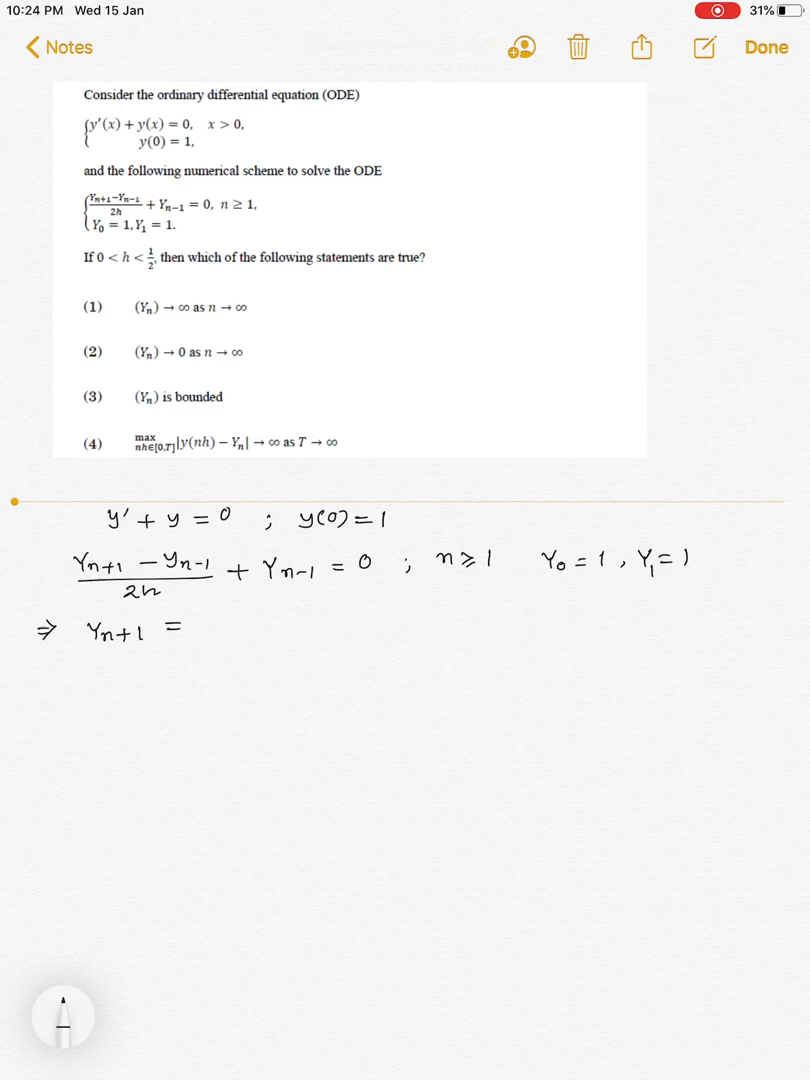 10:24 PM Wed 15 Jan 31%
Notes Done
Consider the ordinary differential equation (ODE)
{y′(x) + y(x) = 0, x > 0,
y(0) = 1,
and the following numerical scheme to solve the ODE
{(Yₙ₊₁−Yₙ₋₁)/2h + Yₙ₋₁ = 0, n ≥ 1,
Y₀ = 1, Y₁ = 1.
If 0 < h < 1/2, then which of the following statements are true?
(1) (Yₙ) → ∞ as n → ∞
(2) (Yₙ) → 0 as n → ∞
(3) (Yₙ) is bounded
(4) max nh∈[0,T] |y(nh) − Yₙ| → ∞ as T → ∞
y′ + y = 0 ; y(0) = 1
(Yₙ₊₁ − Yₙ₋₁)/2h + Yₙ₋₁ = 0 ; n ⩾ 1 Y₀ = 1 , Y₁ = 1
⇒ Yₙ₊₁ =